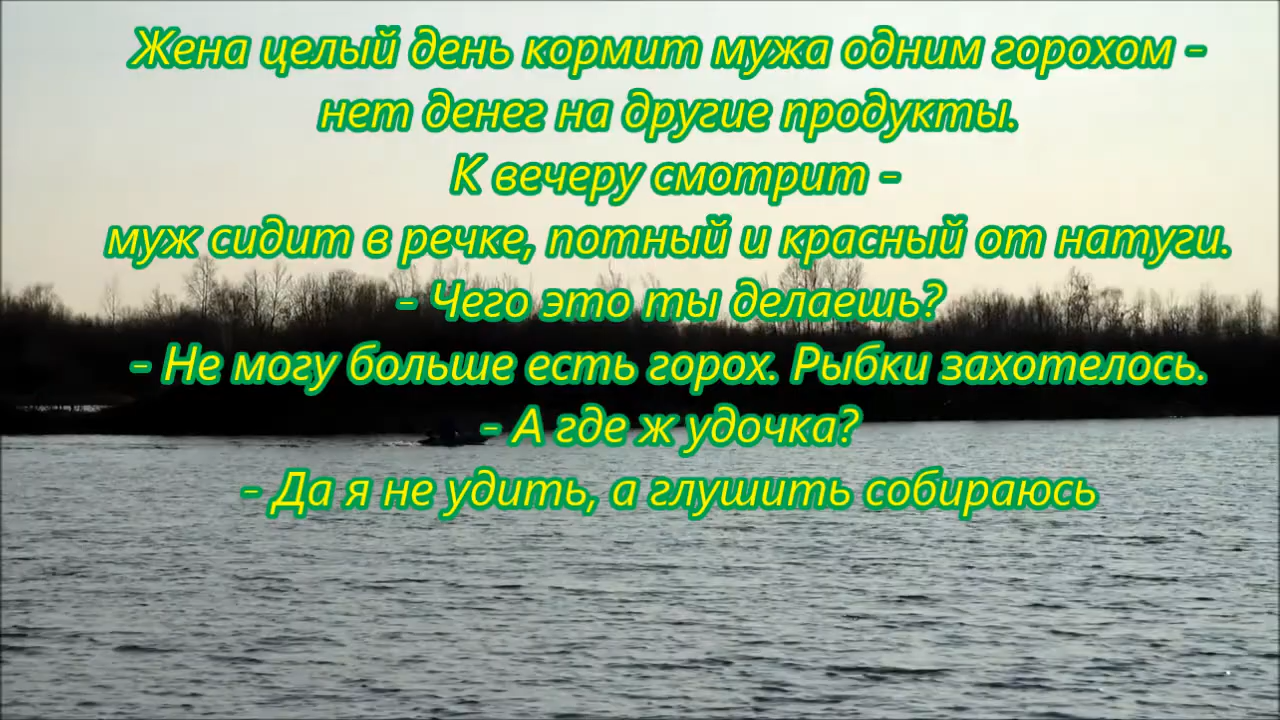 Жена целый день кормит мужа одним горохом -
нет денег на другие продукты.
К вечеру смотрит -
муж сидит в речке, потный и красный от натуги.
- Чего это ты делаешь?
- Не могу больше есть горох. Рыбки захотелось.
- А где ж удочка?
- Да я не удить, а глушить собираюсь